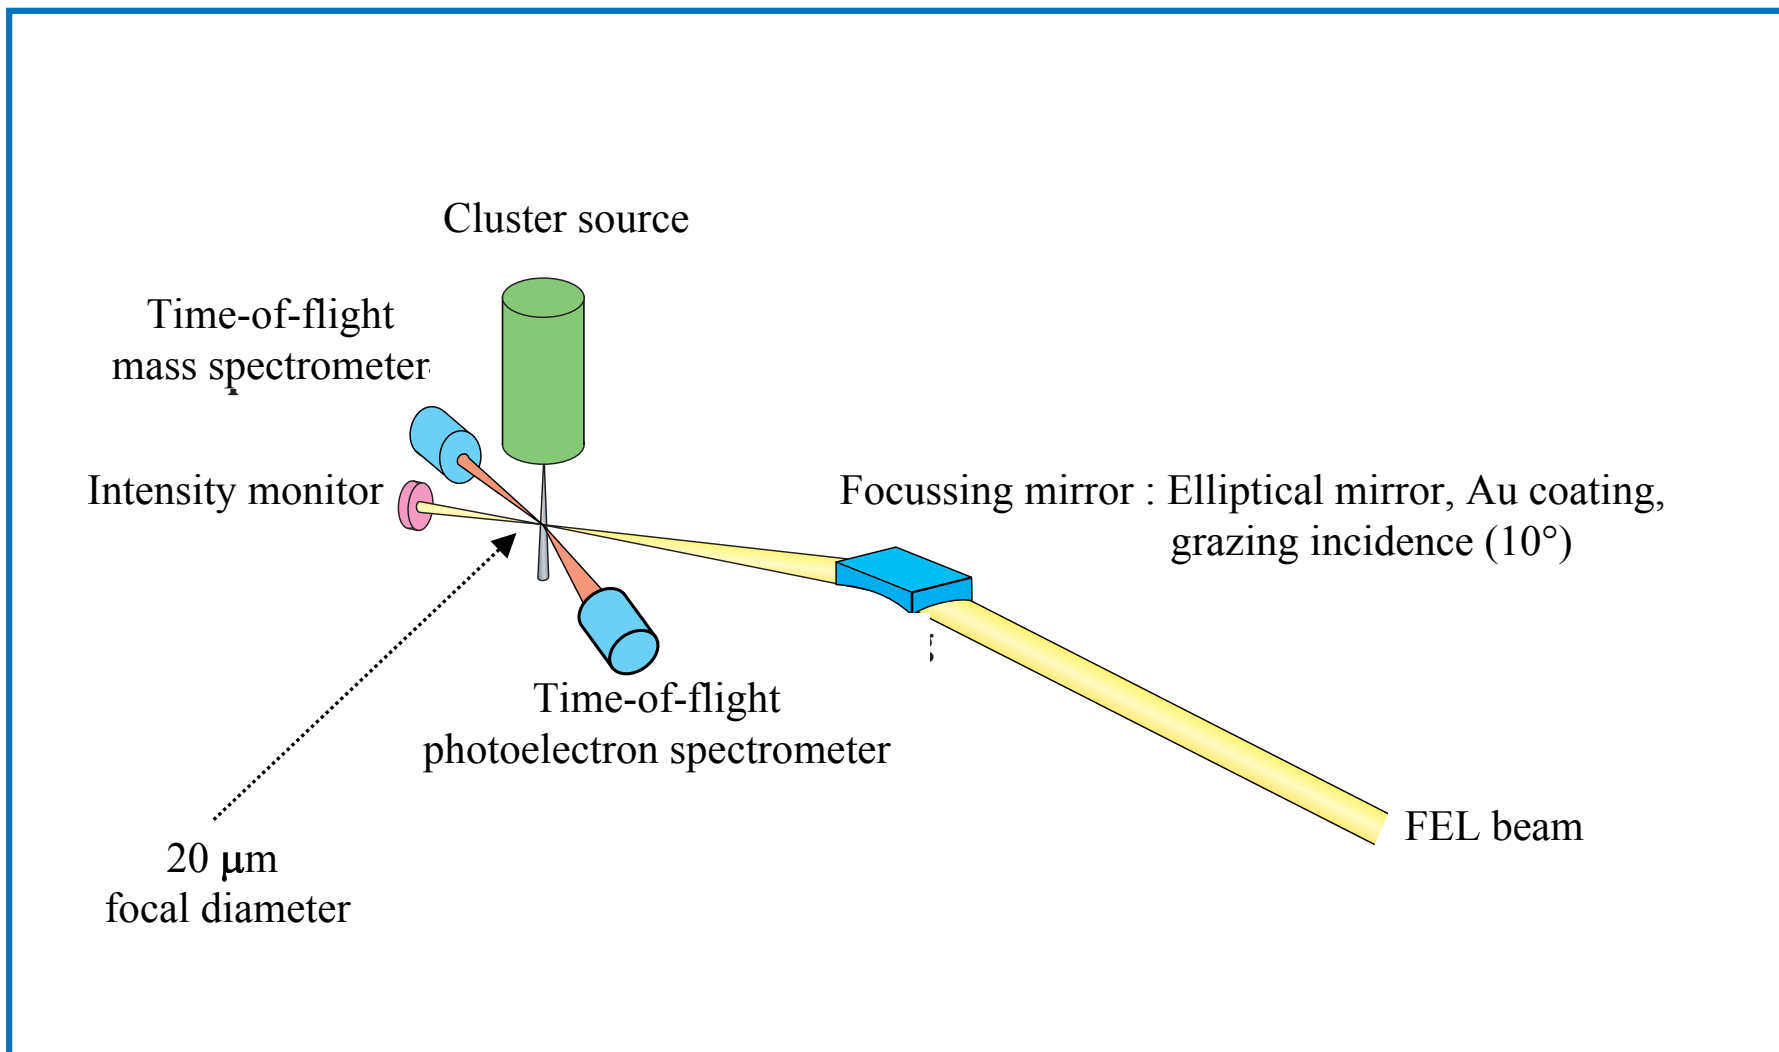 Cluster source
Time-of-flight
mass spectrometer
Intensity monitor
Focussing mirror : Elliptical mirror, Au coating,
grazing incidence (10°)
Time-of-flight
photoelectron spectrometer
FEL beam
20 μm
focal diameter